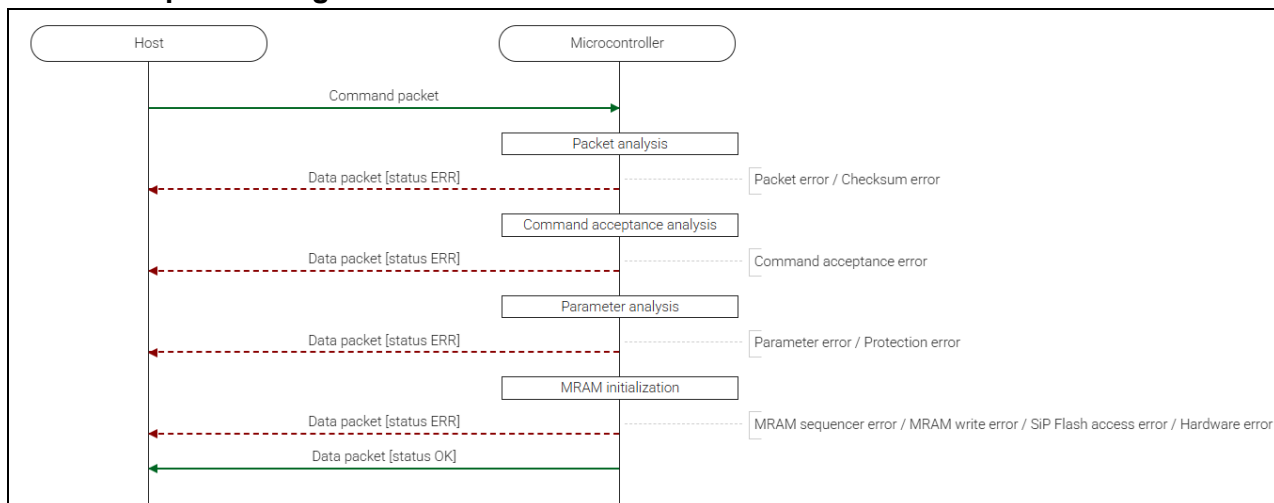 Host
Microcontroller
Command packet
Packet analysis
Data packet [status ERR]
Packet error / Checksum error
Command acceptance analysis
Data packet [status ERR]
Command acceptance error
Parameter analysis
Data packet [status ERR]
Parameter error / Protection error
MRAM initialization
Data packet [status ERR]
MRAM sequencer error / MRAM write error / SiP Flash access error / Hardware error
Data packet [status OK]